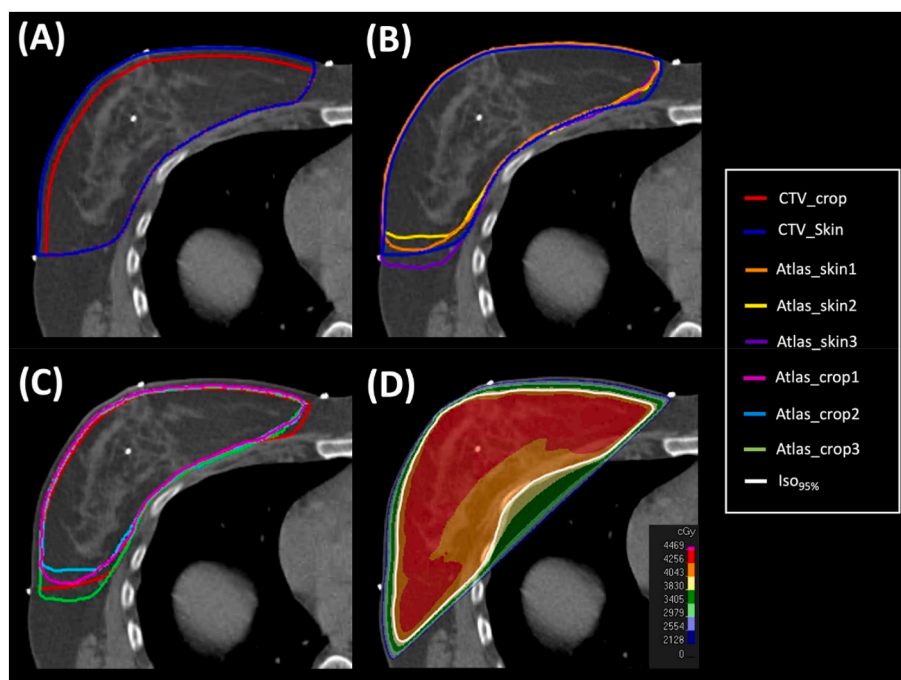 (A)
(B)
CTV_crop
CTV_Skin
Atlas_skin1
Atlas_skin2
Atlas_skin3
Atlas_crop1
Atlas_crop2
Atlas_crop3
Iso95%
(C)
(D)
cGy
4469
4256
4043
3830
3405
2979
2554
2128
0